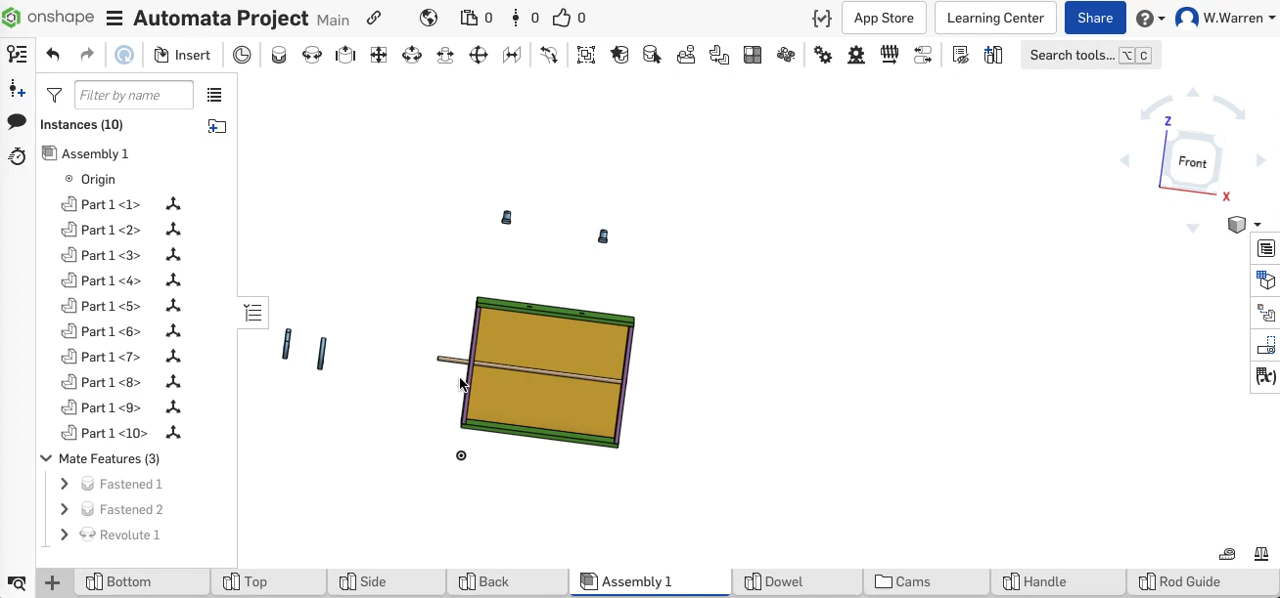 onshape Automata Project Main 0 0 0 App Store Learning Center Share W.Warren
Insert Search tools... ⌥ C
Filter by name
Instances (10)
Assembly 1
Origin
Part 1 <1>
Part 1 <2>
Part 1 <3>
Part 1 <4>
Part 1 <5>
Part 1 <6>
Part 1 <7>
Part 1 <8>
Part 1 <9>
Part 1 <10>
Mate Features (3)
Fastened 1
Fastened 2
Revolute 1
Z
Front
X
Bottom Top Side Back Assembly 1 Dowel Cams Handle Rod Guide